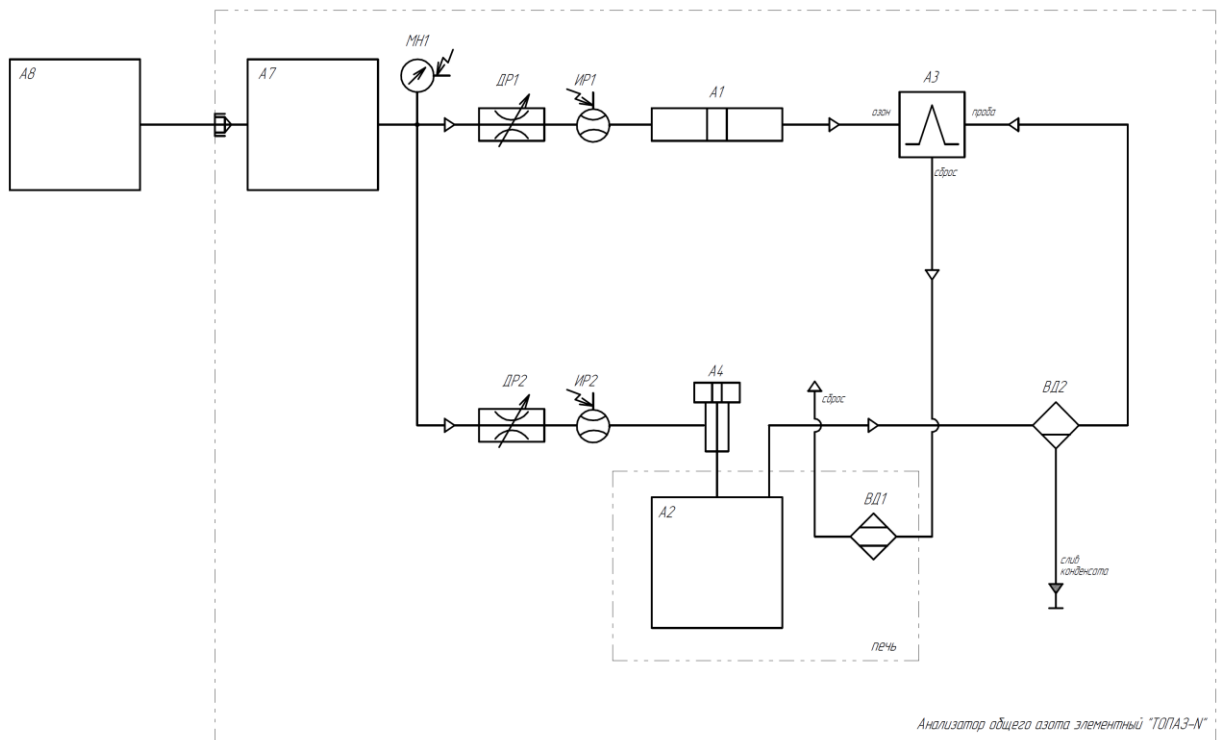 МН1
А8
А7
ДР1
ИР1
А1
А3
озон
проба
сброс
ДР2
ИР2
А4
сброс
ВД2
А2
ВД1
слив
конденсата
печь
Анализатор общего азота элементный "ТОПАЗ-N"